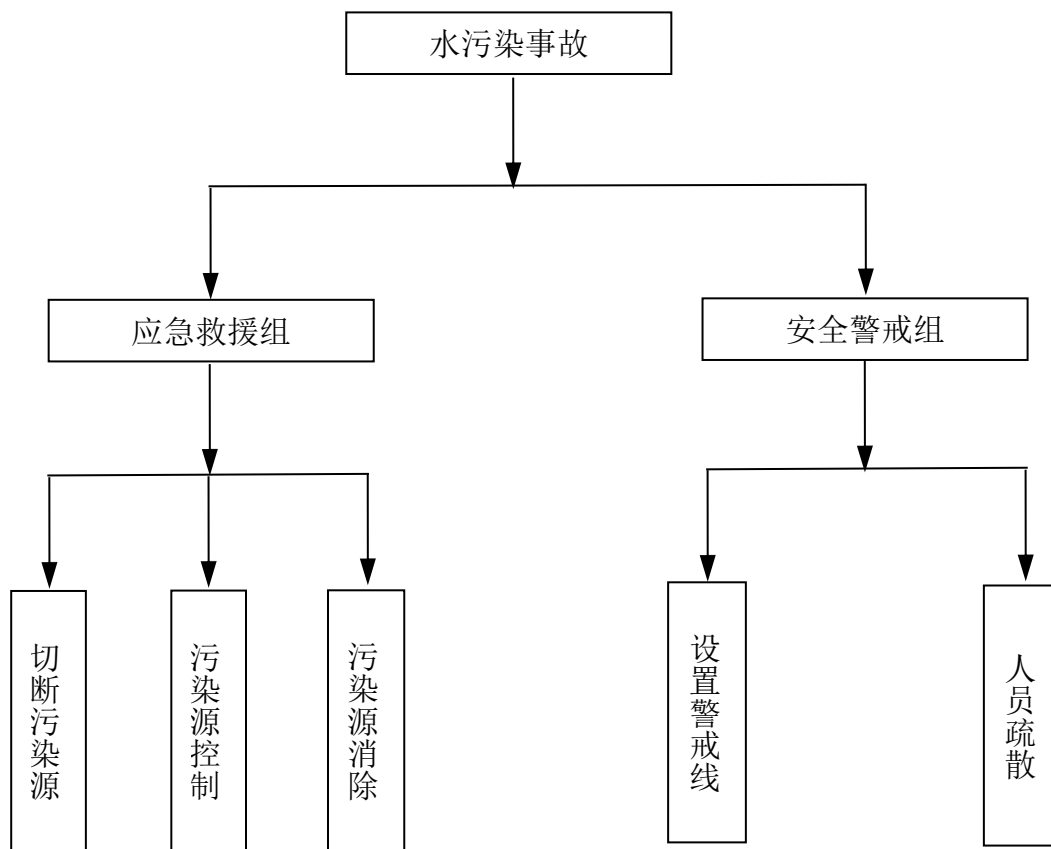 水污染事故
应急救援组
安全警戒组
切断污染源
污染源控制
污染源消除
设置警戒线
人员疏散